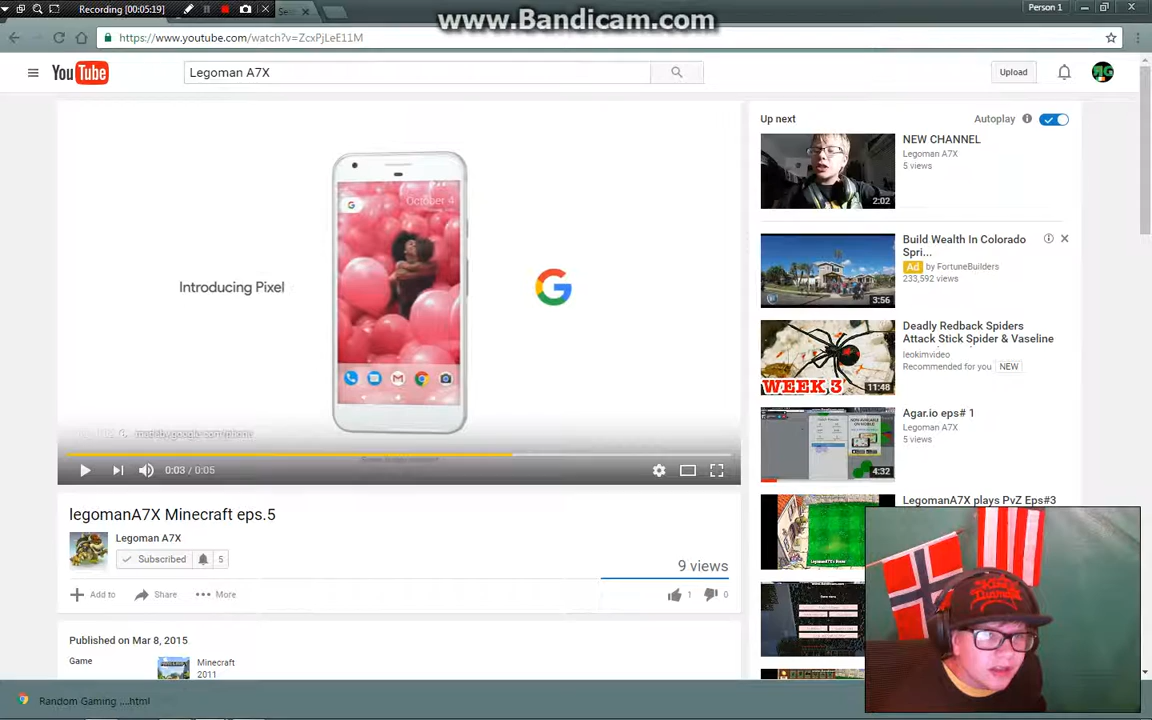 Recording [00:05:19]
www.Bandicam.com
Person 1
https://www.youtube.com/watch?v=ZcxPjLeE11M
YouTube
Legoman A7X
Upload
RG
Introducing Pixel
October 4
G
G
madeby.google.com/phone
0:03 / 0:05
legomanA7X Minecraft eps.5
Legoman A7X
Subscribed
5
9 views
Add to
Share
More
1
0
Published on Mar 8, 2015
Game
Minecraft
2011
Up next
Autoplay
NEW CHANNEL
Legoman A7X
5 views
2:02
Build Wealth In Colorado
Spri...
Ad by FortuneBuilders
233,592 views
3:56
Deadly Redback Spiders
Attack Stick Spider & Vaseline
leokimvideo
Recommended for you NEW
WEEK 3
11:48
Agar.io eps# 1
Legoman A7X
5 views
4:32
LegomanA7X plays PvZ Eps#3
Random Gaming ....html